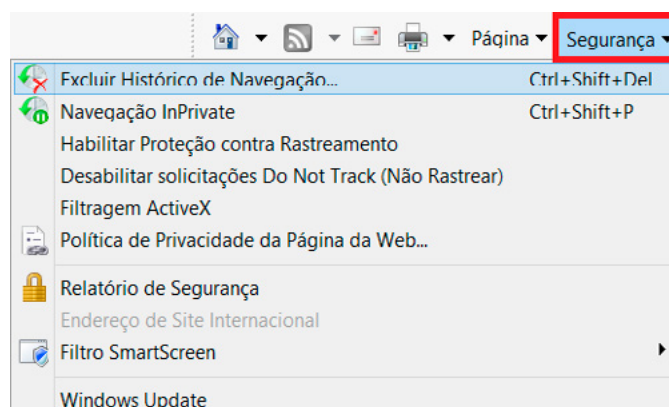 Página Segurança
Excluir Histórico de Navegação... Ctrl+Shift+Del
Navegação InPrivate Ctrl+Shift+P
Habilitar Proteção contra Rastreamento
Desabilitar solicitações Do Not Track (Não Rastrear)
Filtragem ActiveX
Política de Privacidade da Página da Web...
Relatório de Segurança
Endereço de Site Internacional
Filtro SmartScreen
Windows Update